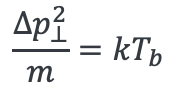 Δp⊥²/m = kT_b